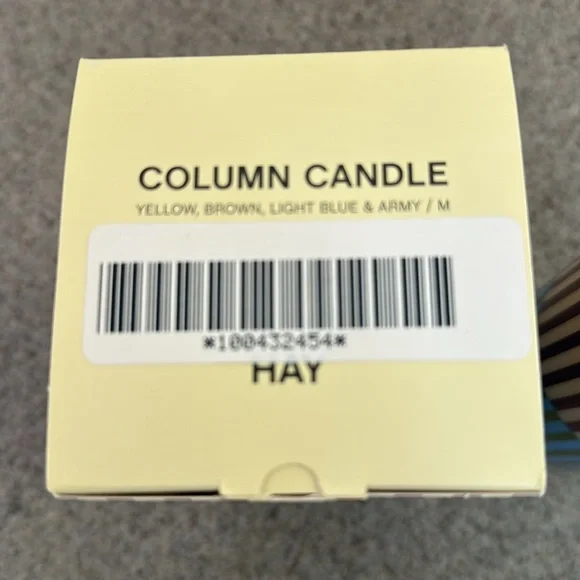 COLUMN CANDLE
YELLOW, BROWN, LIGHT BLUE & ARMY / M
*100432454*
HAY